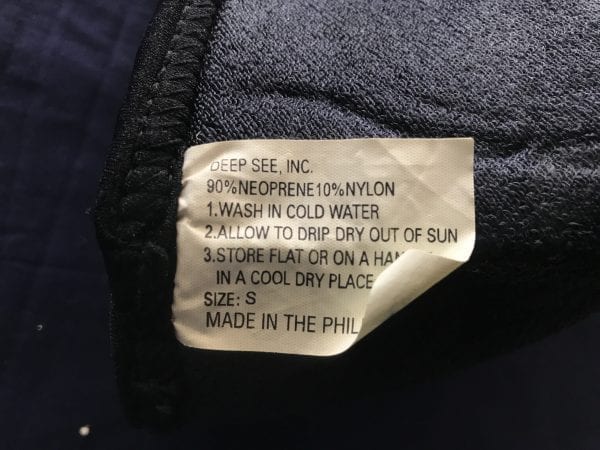 DEEP SEE, INC.
90%NEOPRENE10%NYLON
1.WASH IN COLD WATER
2.ALLOW TO DRIP DRY OUT OF SUN
3.STORE FLAT OR ON A
IN A COOL DRY PLACE
SIZE: S
MADE IN THE PHIL